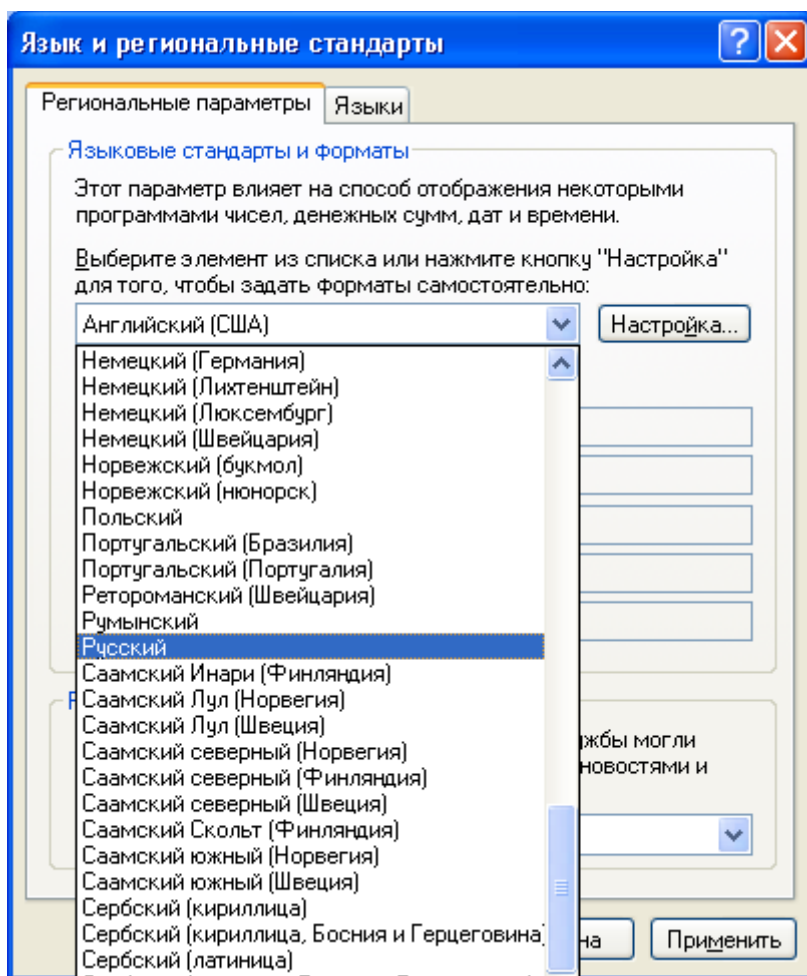 Язык и региональные стандарты
Региональные параметры
Языки
Языковые стандарты и форматы
Этот параметр влияет на способ отображения некоторыми
программами чисел, денежных сумм, дат и времени.
Выберите элемент из списка или нажмите кнопку "Настройка"
для того, чтобы задать форматы самостоятельно:
Английский (США)
Настройка...
Немецкий (Германия)
Немецкий (Лихтенштейн)
Немецкий (Люксембург)
Немецкий (Швейцария)
Норвежский (букмол)
Норвежский (нюнорск)
Польский
Португальский (Бразилия)
Португальский (Португалия)
Ретороманский (Швейцария)
Румынский
Русский
Саамский Инари (Финляндия)
Саамский Лул (Норвегия)
Саамский Лул (Швеция)
Саамский северный (Норвегия)
Саамский северный (Финляндия)
Саамский северный (Швеция)
Саамский Скольт (Финляндия)
Саамский южный (Норвегия)
Саамский южный (Швеция)
Сербский (кириллица)
Сербский (кириллица, Босния и Герцеговина)
Сербский (латиница)
могли
новостями и
Применить